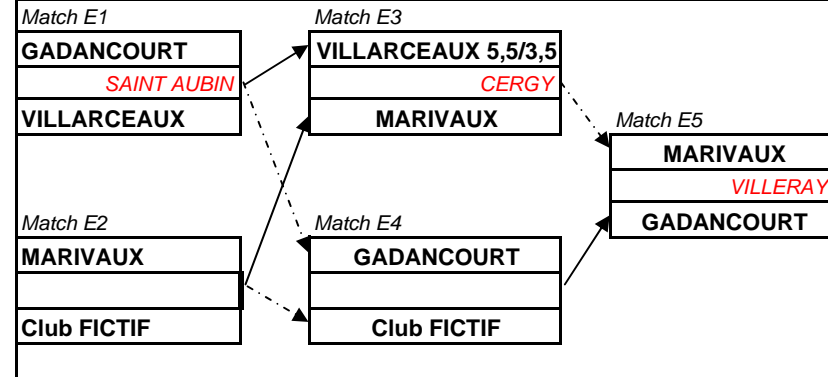 Match E1
GADANCOURT
SAINT AUBIN
VILLARCEAUX
Match E2
MARIVAUX
Club FICTIF
Match E3
VILLARCEAUX 5,5/3,5
CERGY
MARIVAUX
Match E4
GADANCOURT
Club FICTIF
Match E5
MARIVAUX
VILLERAY
GADANCOURT